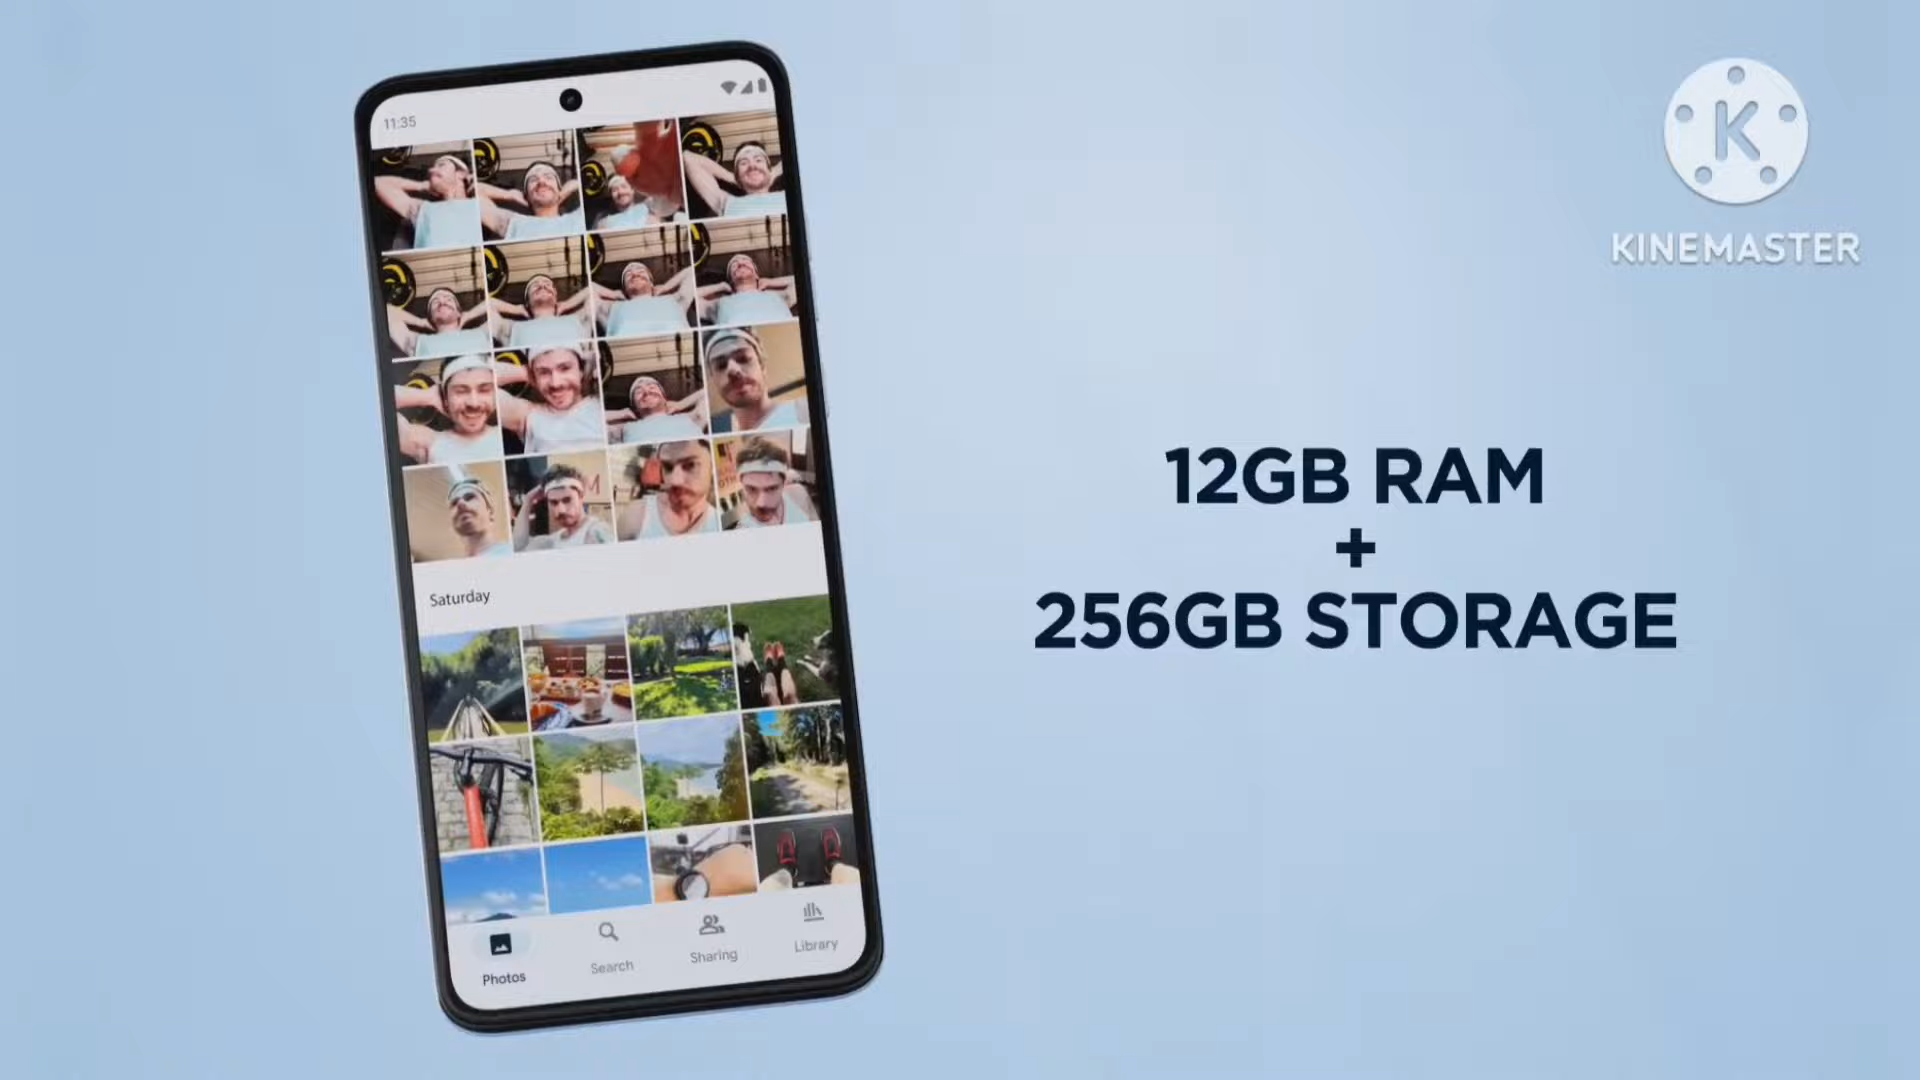 11:35
Saturday
Photos
Search
Sharing
Library
K
KINEMASTER
12GB RAM
+
256GB STORAGE